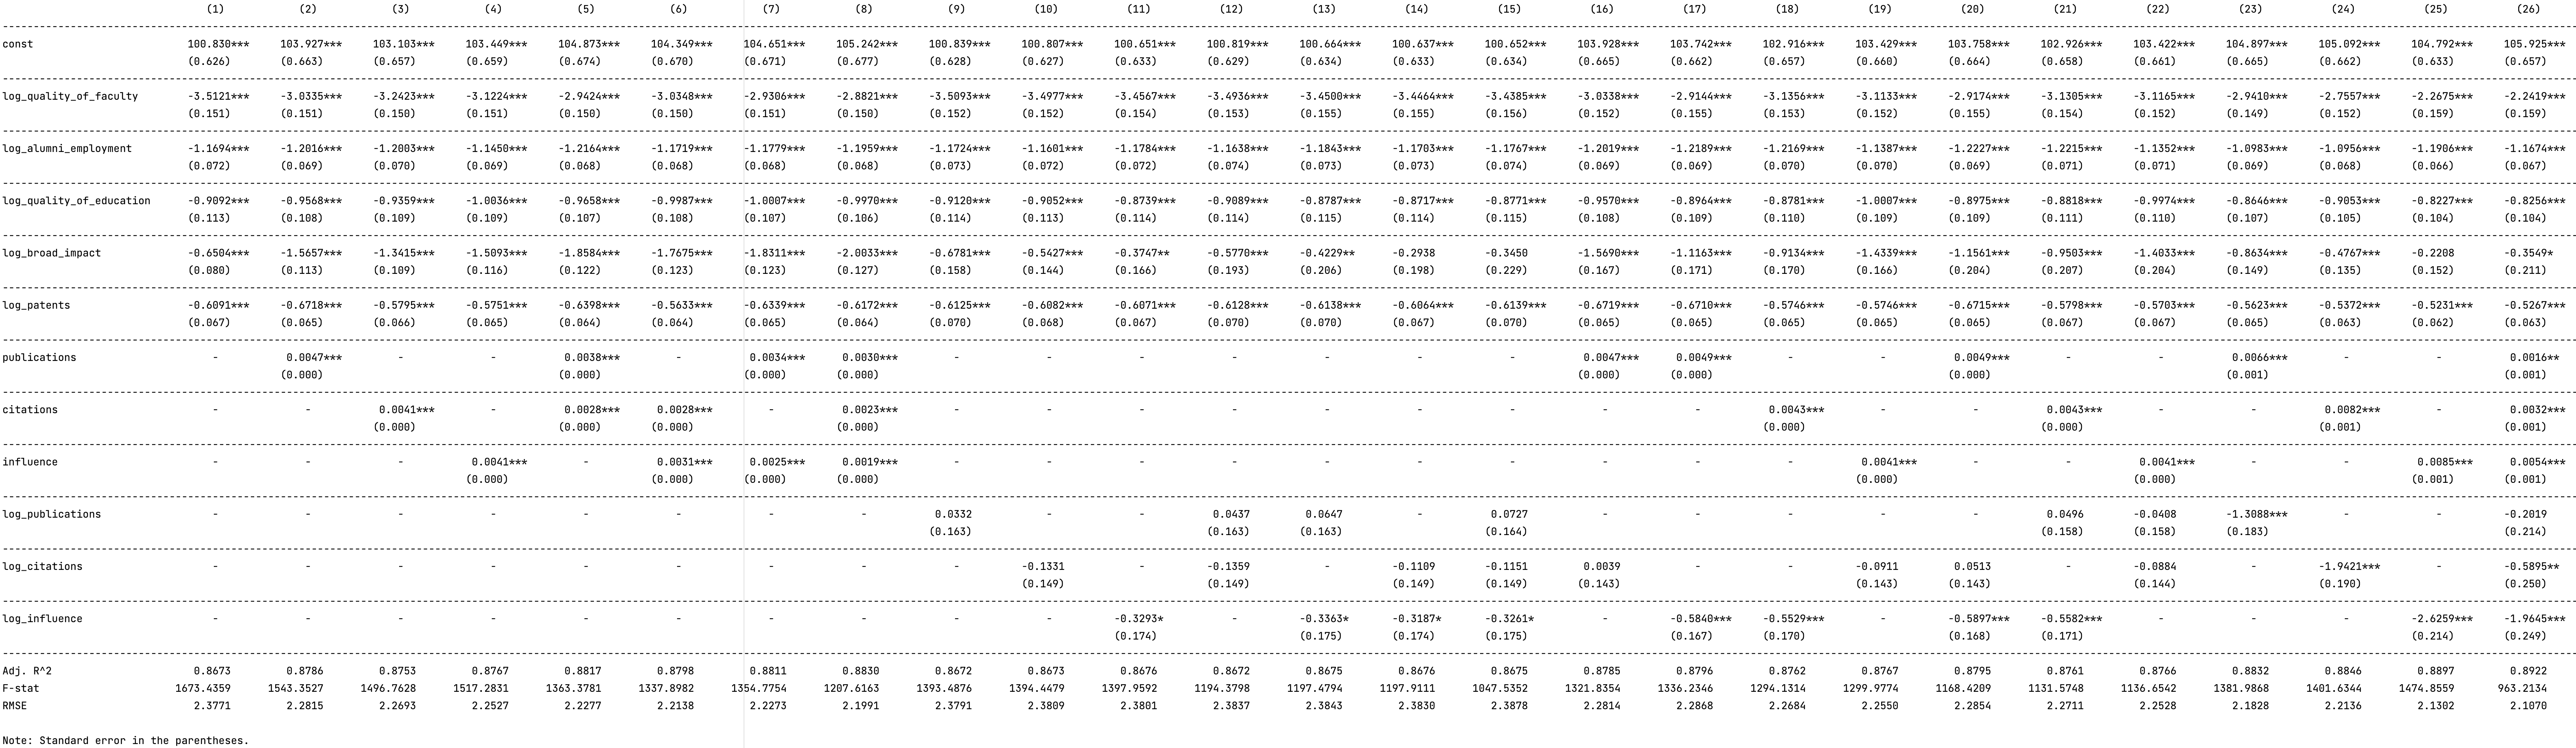 (1) (2) (3) (4) (5) (6) (7) (8) (9) (10) (11) (12) (13) (14) (15) (16) (17) (18) (19) (20) (21) (22) (23) (24) (25) (26)
const 100.830*** 103.927*** 103.103*** 103.449*** 104.873*** 104.349*** 104.651*** 105.242*** 100.839*** 100.807*** 100.651*** 100.819*** 100.664*** 100.637*** 100.652*** 103.928*** 103.742*** 102.916*** 103.429*** 103.758*** 102.926*** 103.422*** 104.897*** 105.092*** 104.792*** 105.925***
(0.626) (0.663) (0.657) (0.659) (0.674) (0.670) (0.671) (0.677) (0.628) (0.627) (0.633) (0.629) (0.634) (0.633) (0.634) (0.665) (0.662) (0.657) (0.660) (0.664) (0.658) (0.661) (0.665) (0.662) (0.633) (0.657)
log_quality_of_faculty -3.5121*** -3.0335*** -3.2423*** -3.1224*** -2.9424*** -3.0348*** -2.9306*** -2.8821*** -3.5093*** -3.4977*** -3.4567*** -3.4936*** -3.4500*** -3.4464*** -3.4385*** -3.0338*** -2.9144*** -3.1356*** -3.1133*** -2.9174*** -3.1305*** -3.1165*** -2.9410*** -2.7557*** -2.2675*** -2.2419***
(0.151) (0.151) (0.150) (0.151) (0.150) (0.150) (0.151) (0.150) (0.152) (0.152) (0.154) (0.153) (0.155) (0.155) (0.156) (0.152) (0.155) (0.153) (0.152) (0.155) (0.154) (0.152) (0.149) (0.152) (0.159) (0.159)
log_alumni_employment -1.1694*** -1.2016*** -1.2003*** -1.1450*** -1.2164*** -1.1719*** -1.1779*** -1.1959*** -1.1724*** -1.1601*** -1.1784*** -1.1638*** -1.1843*** -1.1703*** -1.1767*** -1.2019*** -1.2189*** -1.2169*** -1.1387*** -1.2227*** -1.2215*** -1.1352*** -1.0983*** -1.0956*** -1.1906*** -1.1674***
(0.072) (0.069) (0.070) (0.069) (0.068) (0.068) (0.068) (0.068) (0.073) (0.072) (0.072) (0.074) (0.073) (0.073) (0.074) (0.069) (0.069) (0.070) (0.070) (0.069) (0.071) (0.071) (0.069) (0.068) (0.066) (0.067)
log_quality_of_education -0.9092*** -0.9568*** -0.9359*** -1.0036*** -0.9658*** -0.9987*** -1.0007*** -0.9970*** -0.9120*** -0.9052*** -0.8739*** -0.9089*** -0.8787*** -0.8717*** -0.8771*** -0.9570*** -0.8964*** -0.8781*** -1.0007*** -0.8975*** -0.8818*** -0.9974*** -0.8646*** -0.9053*** -0.8227*** -0.8256***
(0.113) (0.108) (0.109) (0.109) (0.107) (0.108) (0.107) (0.106) (0.114) (0.113) (0.114) (0.114) (0.115) (0.114) (0.115) (0.108) (0.109) (0.110) (0.109) (0.109) (0.111) (0.110) (0.107) (0.105) (0.104) (0.104)
log_broad_impact -0.6504*** -1.5657*** -1.3415*** -1.5093*** -1.8584*** -1.7675*** -1.8311*** -2.0033*** -0.6781*** -0.5427*** -0.3747** -0.5770*** -0.4229** -0.2938 -0.3450 -1.5690*** -1.1163*** -0.9134*** -1.4339*** -1.1561*** -0.9503*** -1.4033*** -0.8634*** -0.4767*** -0.2208 -0.3549*
(0.080) (0.113) (0.109) (0.116) (0.122) (0.123) (0.123) (0.127) (0.158) (0.144) (0.166) (0.193) (0.206) (0.198) (0.229) (0.167) (0.171) (0.170) (0.166) (0.204) (0.207) (0.204) (0.149) (0.135) (0.152) (0.211)
log_patents -0.6091*** -0.6718*** -0.5795*** -0.5751*** -0.6398*** -0.5633*** -0.6339*** -0.6172*** -0.6125*** -0.6082*** -0.6071*** -0.6128*** -0.6138*** -0.6064*** -0.6139*** -0.6719*** -0.6710*** -0.5746*** -0.5746*** -0.6715*** -0.5798*** -0.5703*** -0.5623*** -0.5372*** -0.5231*** -0.5267***
(0.067) (0.065) (0.066) (0.065) (0.064) (0.064) (0.065) (0.064) (0.070) (0.068) (0.067) (0.070) (0.070) (0.067) (0.070) (0.065) (0.065) (0.065) (0.065) (0.065) (0.067) (0.067) (0.065) (0.063) (0.062) (0.063)
publications - 0.0047*** - - 0.0038*** - 0.0034*** 0.0030*** - - - - - - - 0.0047*** 0.0049*** - - 0.0049*** - - 0.0066*** - - 0.0016**
(0.000) (0.000) (0.000) (0.000) (0.000) (0.000) (0.000) (0.001) (0.001)
citations - - 0.0041*** - 0.0028*** 0.0028*** - 0.0023*** - - - - - - - - - 0.0043*** - - 0.0043*** - - 0.0082*** - 0.0032***
(0.000) (0.000) (0.000) (0.000) (0.000) (0.000) (0.001) (0.001)
influence - - - 0.0041*** - 0.0031*** 0.0025*** 0.0019*** - - - - - - - - - - 0.0041*** - - 0.0041*** - - 0.0085*** 0.0054***
(0.000) (0.000) (0.000) (0.000) (0.000) (0.000) (0.001) (0.001)
log_publications - - - - - - - - 0.0332 - - 0.0437 0.0647 - 0.0727 - - - - - 0.0496 -0.0408 -1.3088*** - - -0.2019
(0.163) (0.163) (0.163) (0.164) (0.158) (0.158) (0.183) (0.214)
log_citations - - - - - - - - - -0.1331 - -0.1359 - -0.1109 -0.1151 0.0039 - - -0.0911 0.0513 - -0.0884 - -1.9421*** - -0.5895**
(0.149) (0.149) (0.149) (0.149) (0.143) (0.143) (0.143) (0.144) (0.190) (0.250)
log_influence - - - - - - - - - - -0.3293* - -0.3363* -0.3187* -0.3261* - -0.5840*** -0.5529*** - -0.5897*** -0.5582*** - - - -2.6259*** -1.9645***
(0.174) (0.175) (0.174) (0.175) (0.167) (0.170) (0.168) (0.171) (0.214) (0.249)
Adj. R^2 0.8673 0.8786 0.8753 0.8767 0.8817 0.8798 0.8811 0.8830 0.8672 0.8673 0.8676 0.8672 0.8675 0.8676 0.8675 0.8785 0.8796 0.8762 0.8767 0.8795 0.8761 0.8766 0.8832 0.8846 0.8897 0.8922
F-stat 1673.4359 1543.3527 1496.7628 1517.2831 1363.3781 1337.8982 1354.7754 1207.6163 1393.4876 1394.4479 1397.9592 1194.3798 1197.4794 1197.9111 1047.5352 1321.8354 1336.2346 1294.1314 1299.9774 1168.4209 1131.5748 1136.6542 1381.9868 1401.6344 1474.8559 963.2134
RMSE 2.3771 2.2815 2.2693 2.2527 2.2277 2.2138 2.2273 2.1991 2.3791 2.3809 2.3801 2.3837 2.3843 2.3830 2.3878 2.2814 2.2868 2.2684 2.2550 2.2854 2.2711 2.2528 2.1828 2.2136 2.1302 2.1070
Note: Standard error in the parentheses.